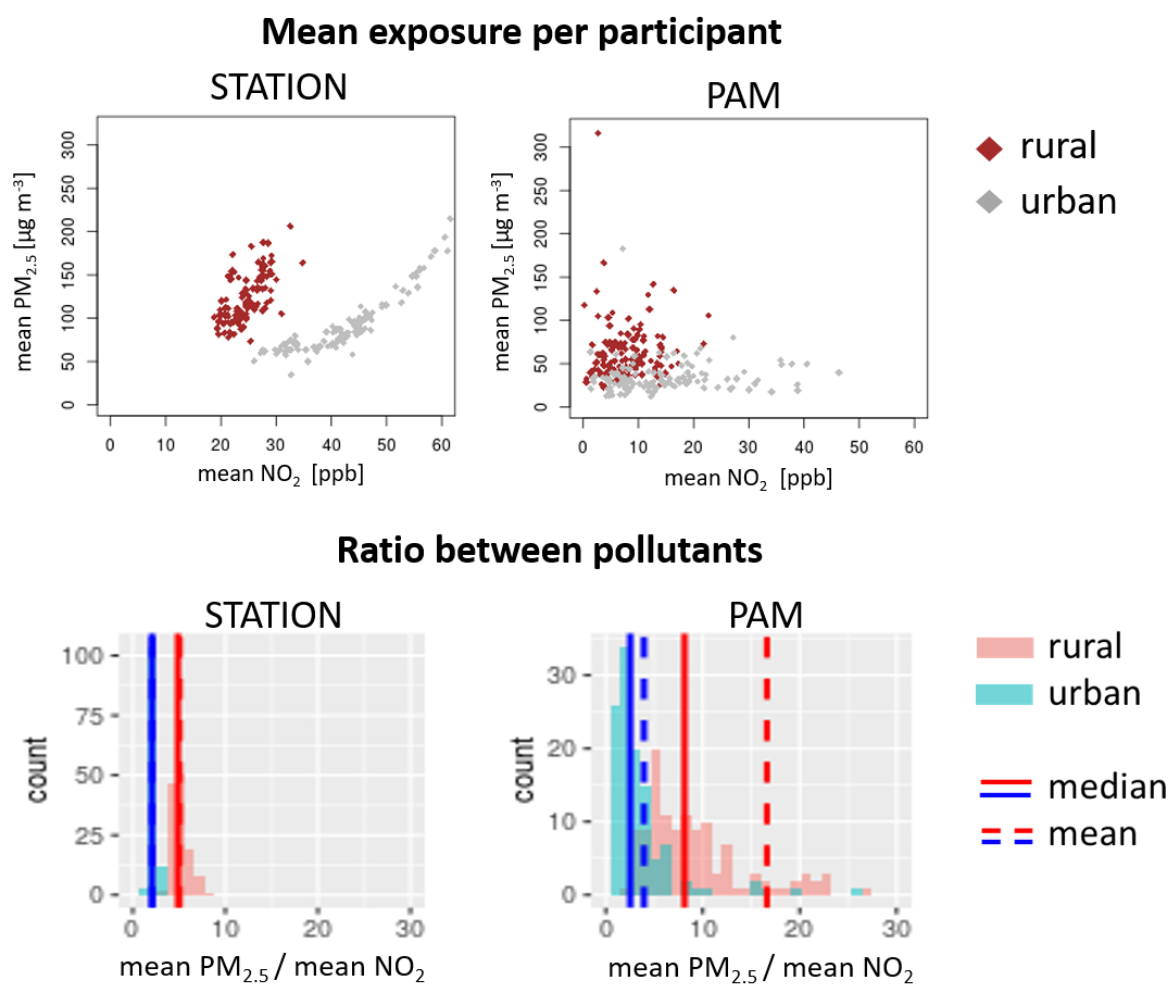 Mean exposure per participant
STATION
PAM
mean PM2.5 [µg m-3]
300
250
200
150
100
50
0
0 10 20 30 40 50 60
mean NO2 [ppb]
mean PM2.5 [µg m-3]
300
250
200
150
100
50
0
0 10 20 30 40 50 60
mean NO2 [ppb]
rural
urban
Ratio between pollutants
STATION
PAM
count
100
75
50
25
0
0 10 20 30
mean PM2.5 / mean NO2
count
30
20
10
0
0 10 20 30
mean PM2.5 / mean NO2
rural
urban
median
mean